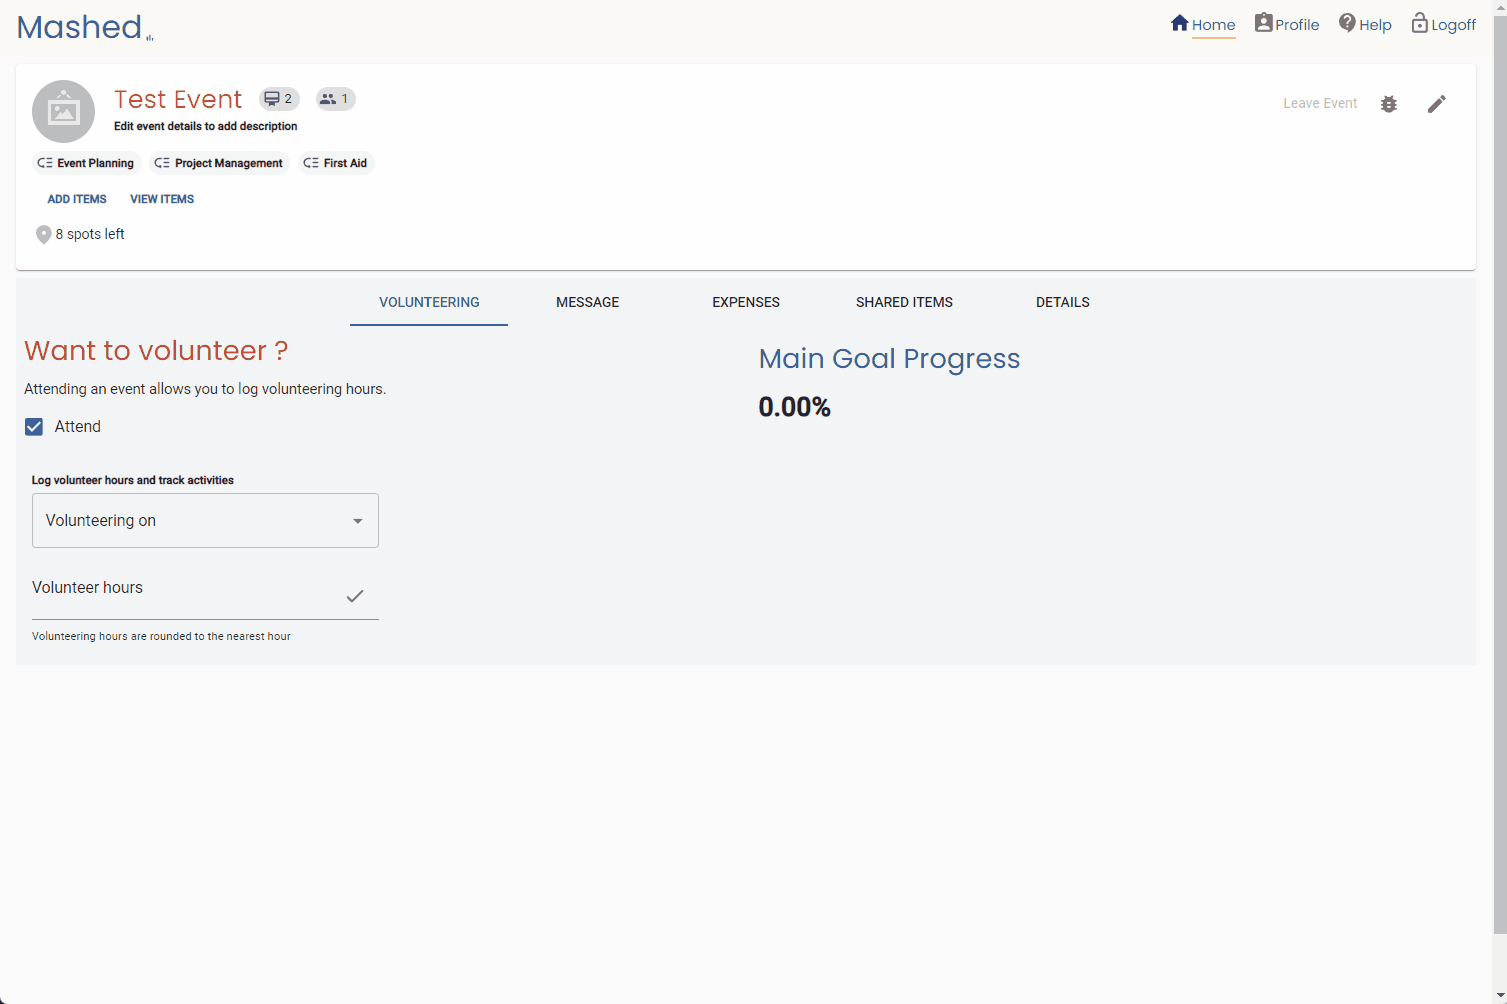 Mashed
Home Profile Help Logoff
Test Event 2 1
Edit event details to add description
Leave Event
Event Planning Project Management First Aid
ADD ITEMS VIEW ITEMS
8 spots left
VOLUNTEERING MESSAGE EXPENSES SHARED ITEMS DETAILS
Want to volunteer ?
Attending an event allows you to log volunteering hours.
Attend
Log volunteer hours and track activities
Volunteering on
Volunteer hours
Volunteering hours are rounded to the nearest hour
Main Goal Progress
0.00%